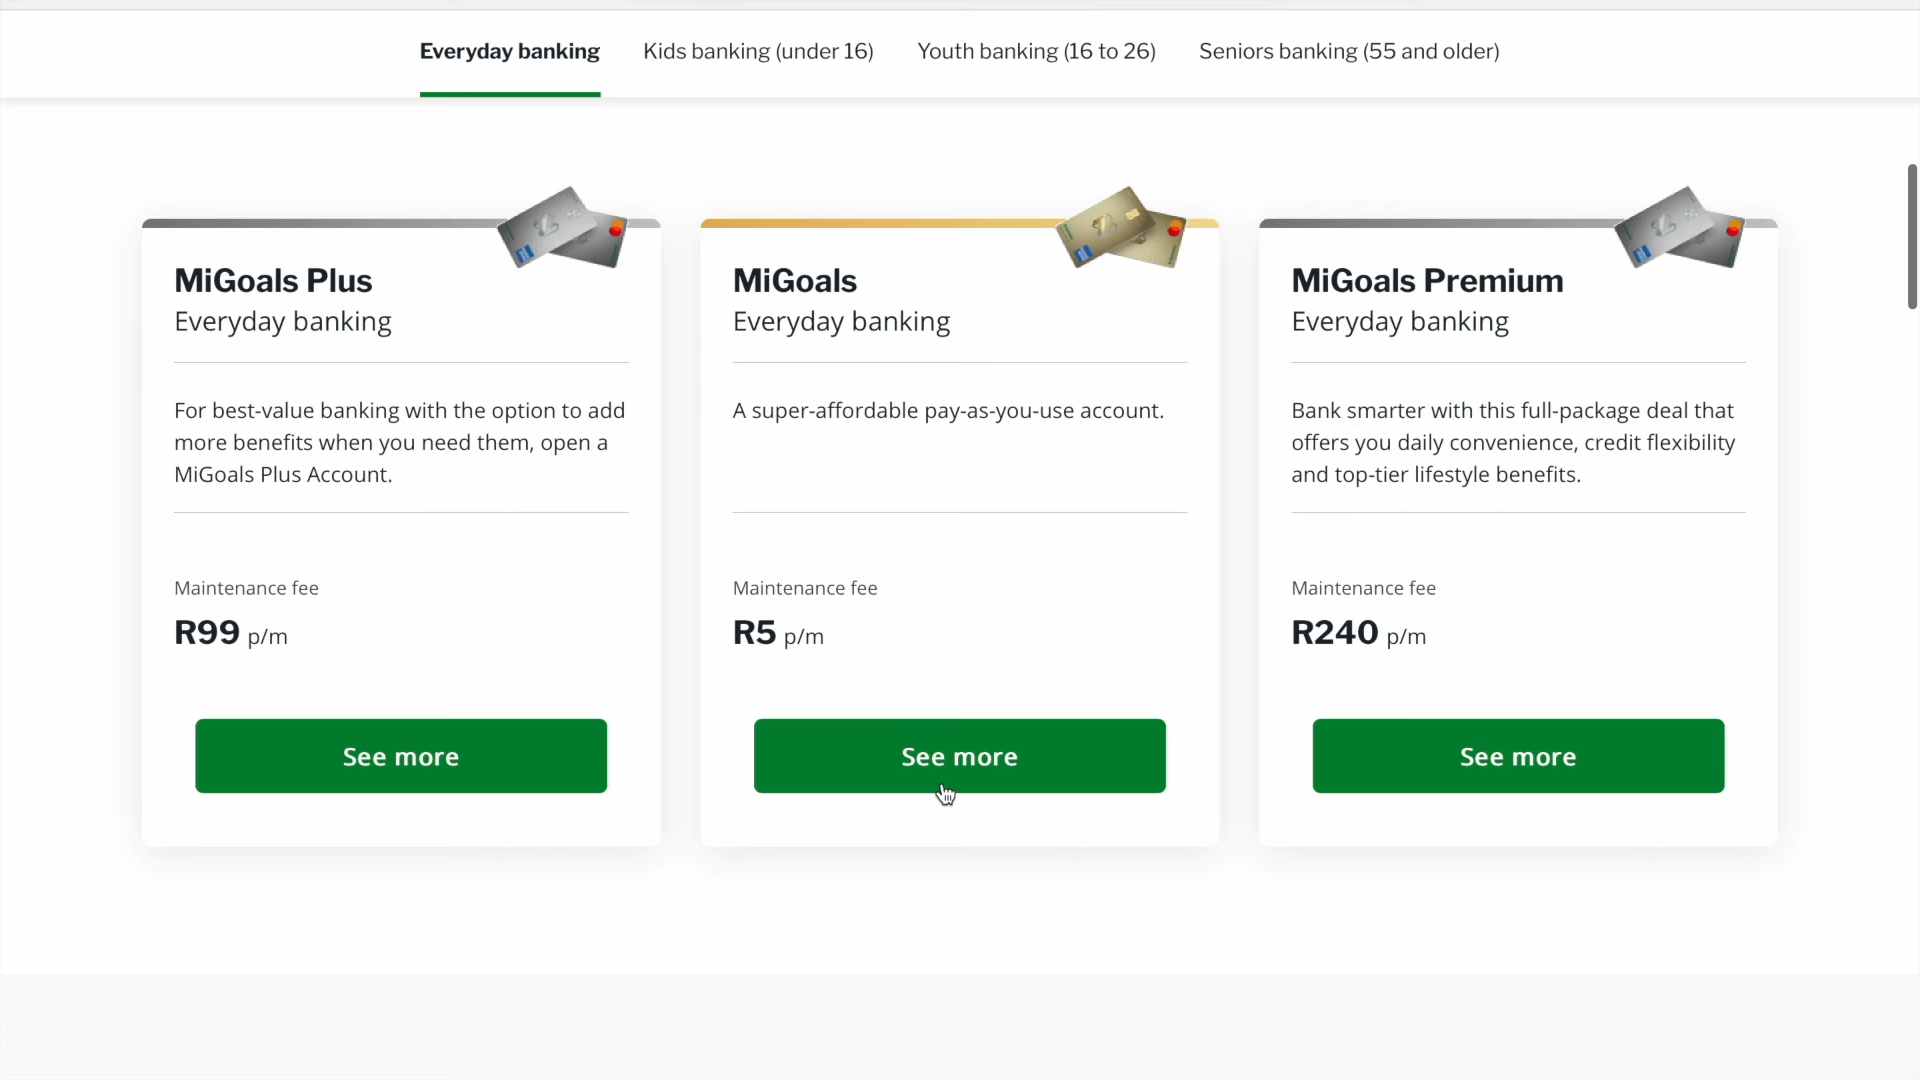 Everyday banking
Kids banking (under 16)
Youth banking (16 to 26)
Seniors banking (55 and older)
MiGoals Plus
Everyday banking
For best-value banking with the option to add
more benefits when you need them, open a
MiGoals Plus Account.
Maintenance fee
R99 p/m
See more
MiGoals
Everyday banking
A super-affordable pay-as-you-use account.
Maintenance fee
R5 p/m
See more
MiGoals Premium
Everyday banking
Bank smarter with this full-package deal that
offers you daily convenience, credit flexibility
and top-tier lifestyle benefits.
Maintenance fee
R240 p/m
See more